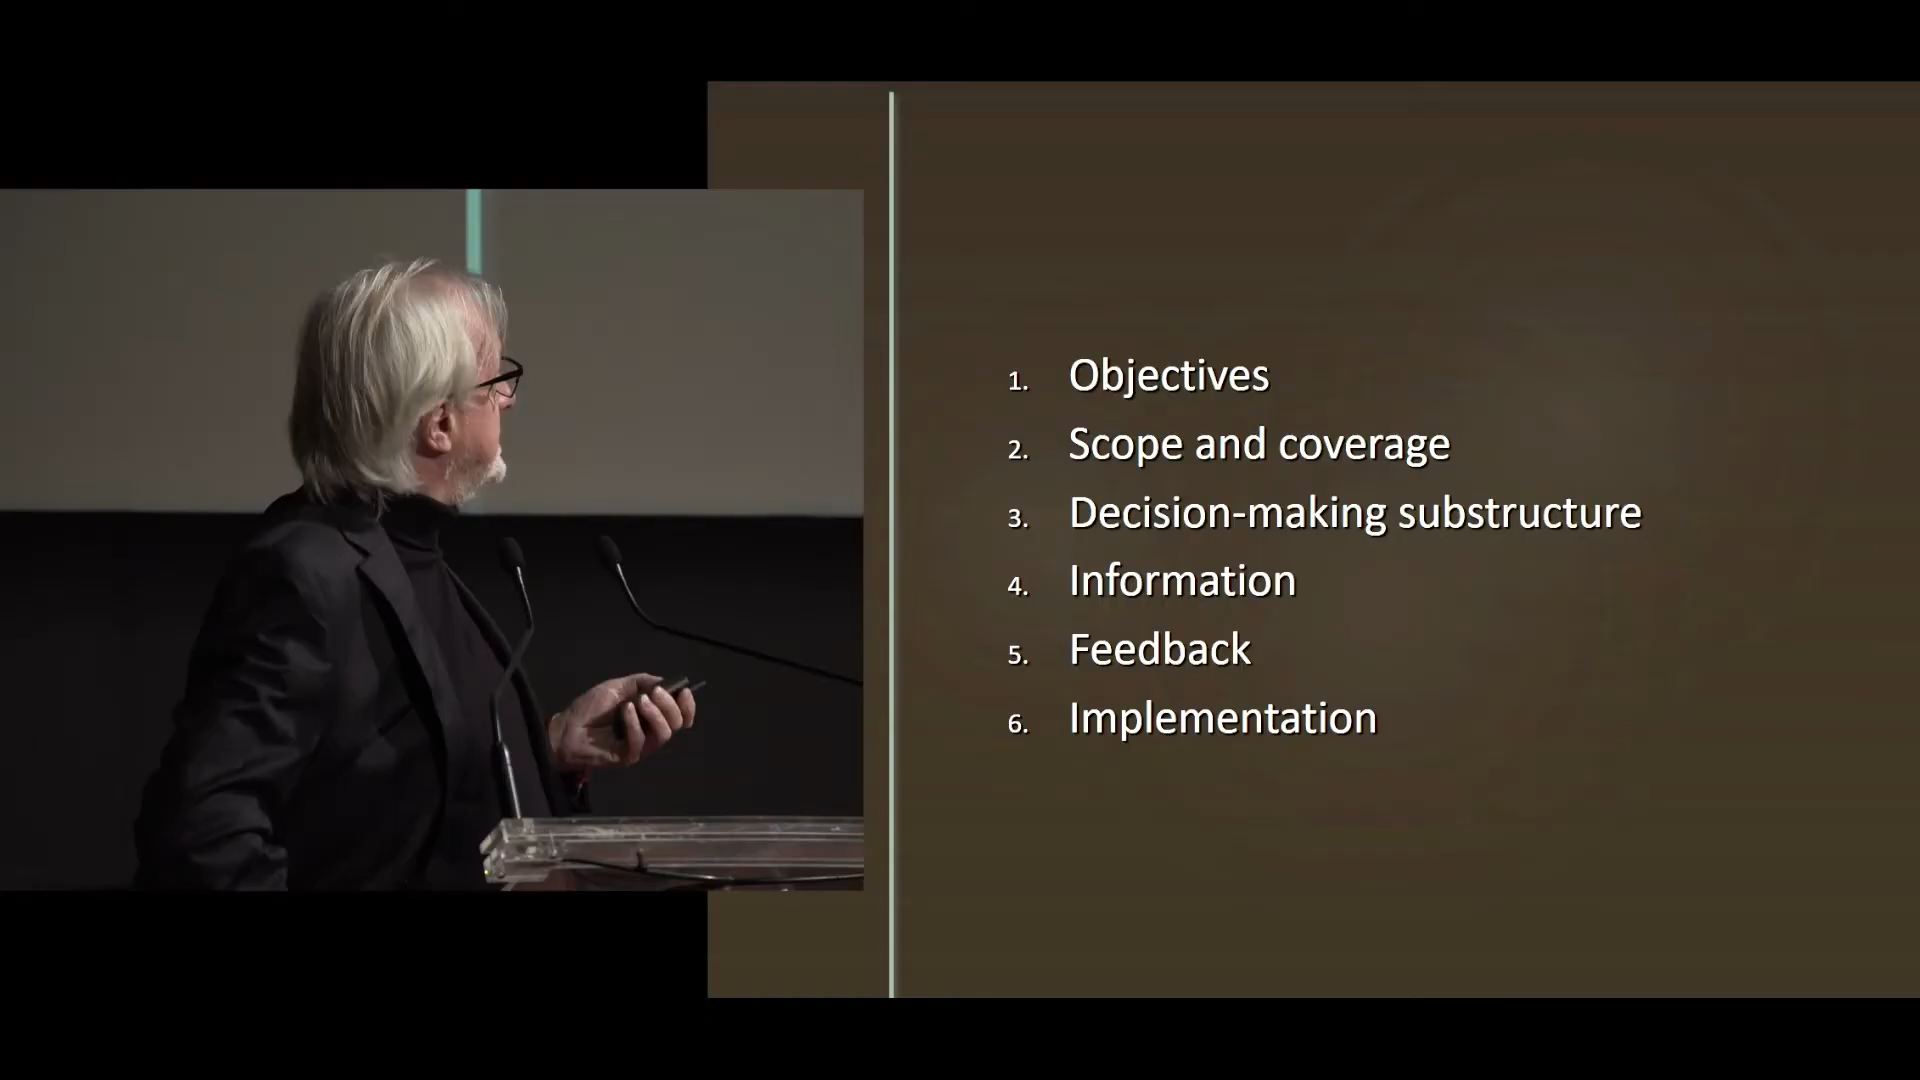 1. Objectives
2. Scope and coverage
3. Decision-making substructure
4. Information
5. Feedback
6. Implementation